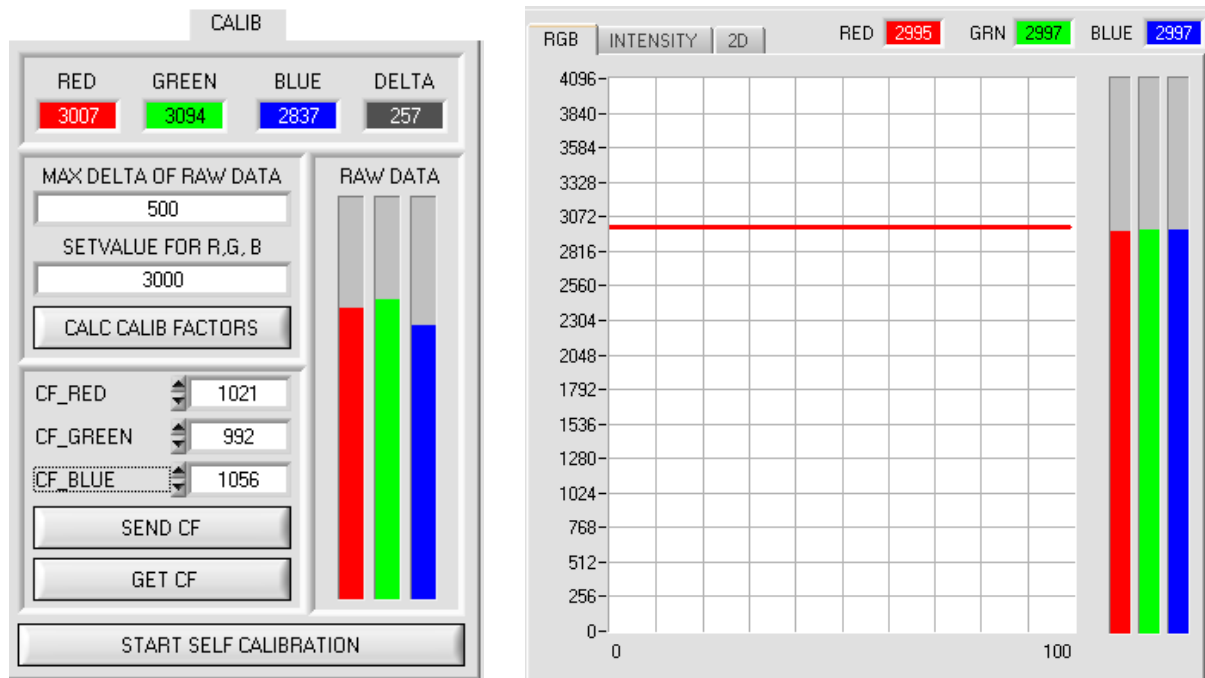 CALIB
RED GREEN BLUE DELTA
3007 3094 2837 257
MAX DELTA OF RAW DATA
500
SETVALUE FOR R,G, B
3000
CALC CALIB FACTORS
RAW DATA
CF_RED 1021
CF_GREEN 992
CF_BLUE 1056
SEND CF
GET CF
START SELF CALIBRATION
RGB INTENSITY 2D RED 2995 GRN 2997 BLUE 2997
4096
3840
3584
3328
3072
2816
2560
2304
2048
1792
1536
1280
1024
768
512
256
0
0 100